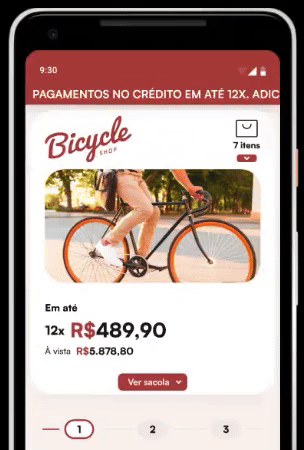 9:30
PAGAMENTOS NO CRÉDITO EM ATÉ 12X. ADIC
Bicycle
SHOP
7 itens
Em até
12x R$489,90
À vista R$5.878,80
Ver sacola
1 2 3